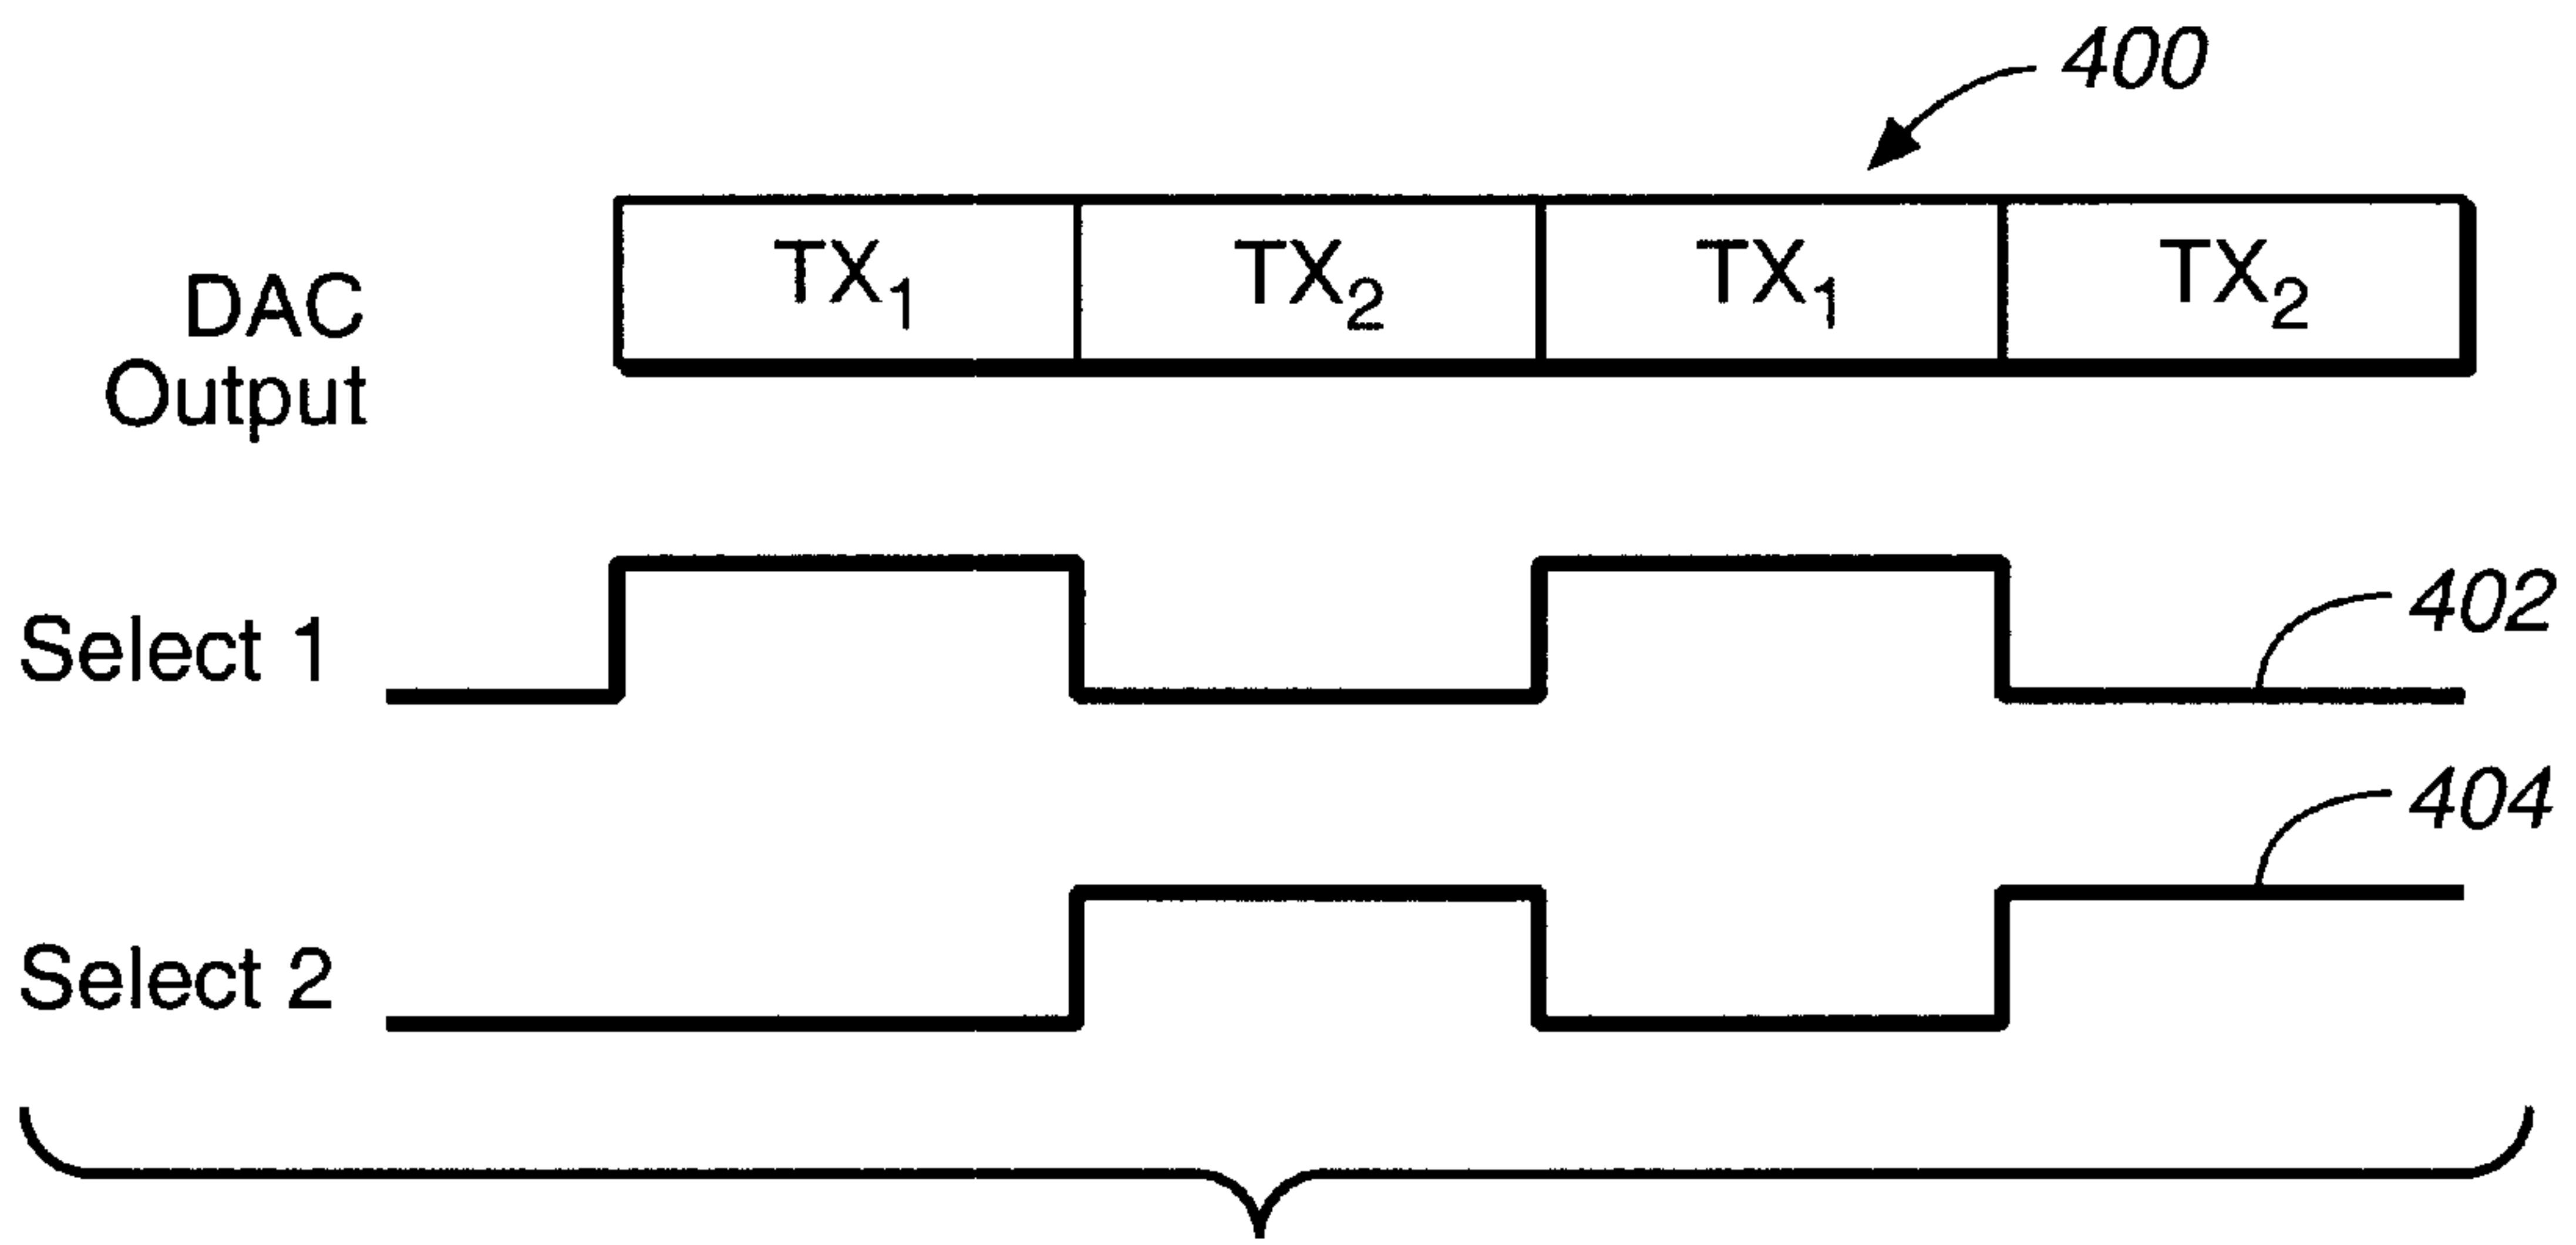 400
TX₁ TX₂ TX₁ TX₂
DAC
Output
402
Select 1
404
Select 2